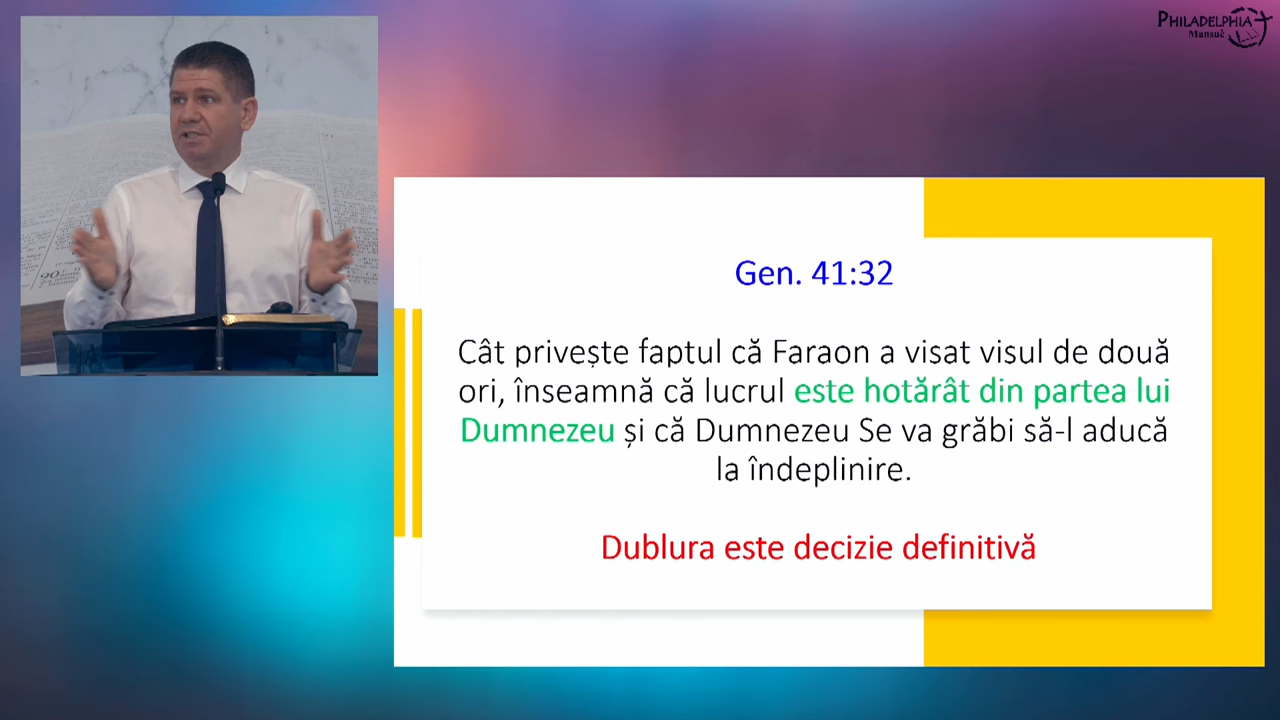 PHILADELPHIA
Mansuè
Gen. 41:32
Cât privește faptul că Faraon a visat visul de două
ori, înseamnă că lucrul este hotărât din partea lui
Dumnezeu și că Dumnezeu Se va grăbi să-l aducă
la îndeplinire.
Dublura este decizie definitivă